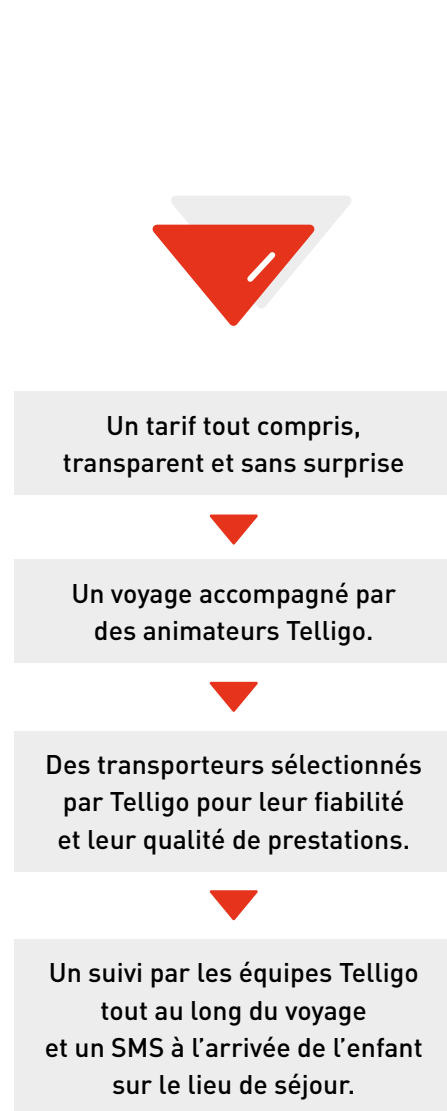 Un tarif tout compris,
transparent et sans surprise
Un voyage accompagné par
des animateurs Telligo.
Des transporteurs sélectionnés
par Telligo pour leur fiabilité
et leur qualité de prestations.
Un suivi par les équipes Telligo
tout au long du voyage
et un SMS à l’arrivée de l’enfant
sur le lieu de séjour.